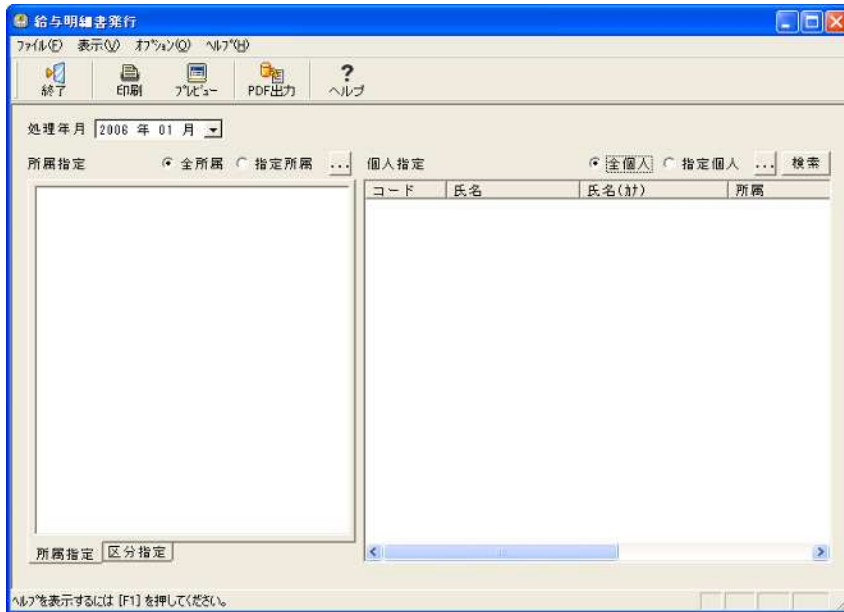 給与明細書発行
ﾌｧｲﾙ(F) 表示(V) ｵﾌﾟｼｮﾝ(O) ﾍﾙﾌﾟ(H)
終了 印刷 ﾌﾟﾚﾋﾞｭｰ PDF出力 ? ヘルプ
処理年月 2006 年 01 月
所属指定 全所属 指定所属 ... 個人指定 全個人 指定個人 ... 検索
コード 氏名 氏名(ｶﾅ) 所属
所属指定 区分指定
ﾍﾙﾌﾟを表示するには [F1] を押してください。